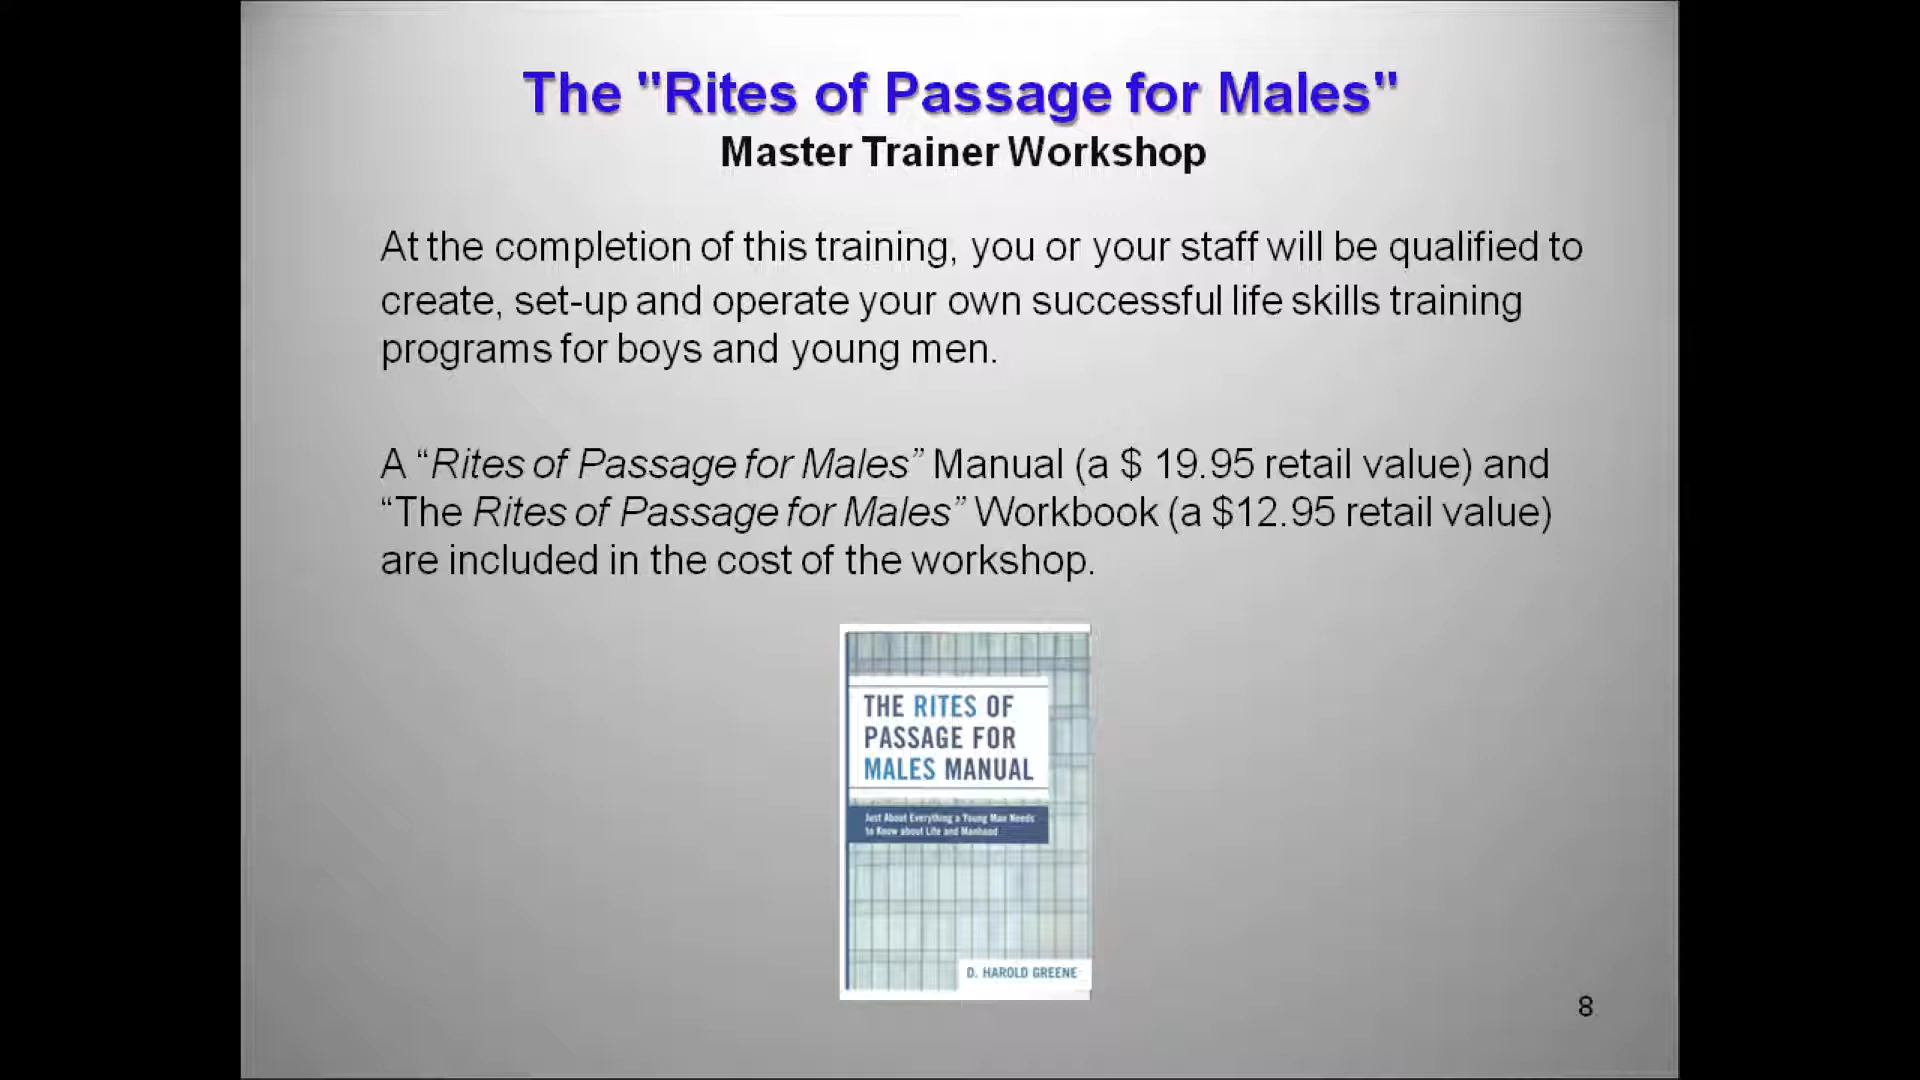 The "Rites of Passage for Males"
Master Trainer Workshop
At the completion of this training, you or your staff will be qualified to
create, set-up and operate your own successful life skills training
programs for boys and young men.
A “Rites of Passage for Males” Manual (a $ 19.95 retail value) and
“The Rites of Passage for Males” Workbook (a $12.95 retail value)
are included in the cost of the workshop.
THE RITES OF
PASSAGE FOR
MALES MANUAL
Just About Everything a Young Man Needs
to Know about Life and Manhood
D. HAROLD GREENE
8